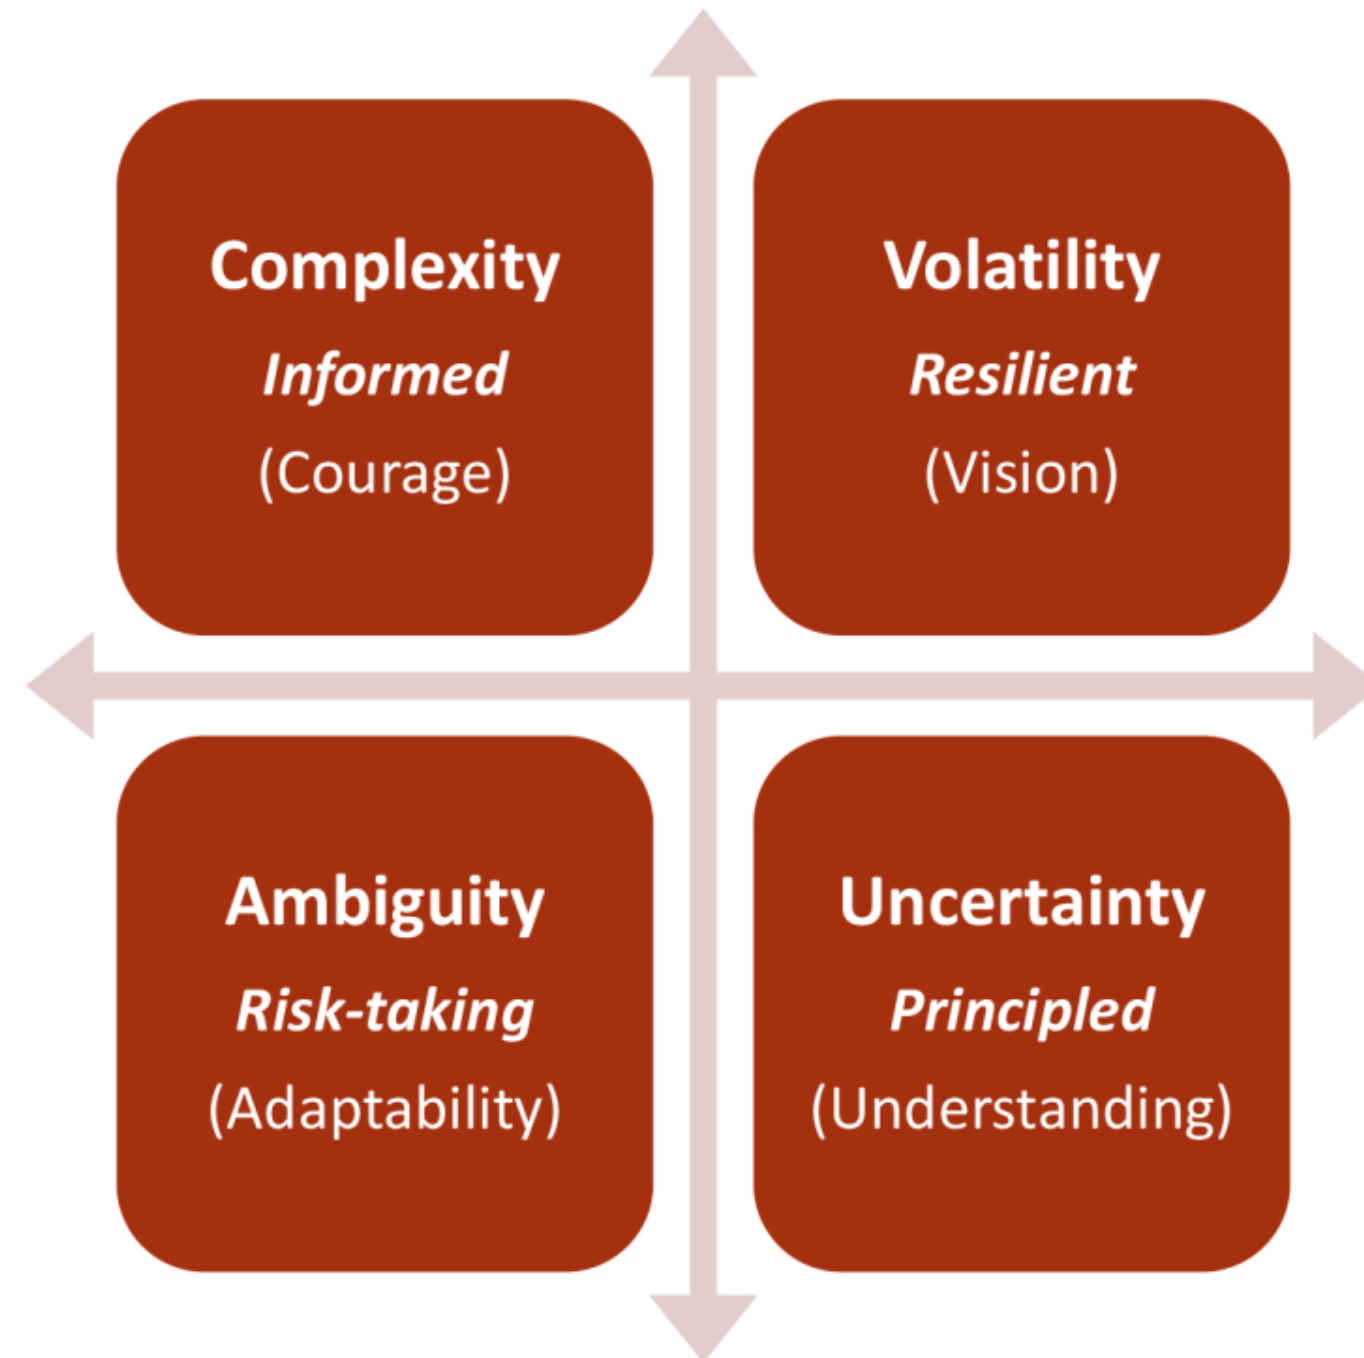 Complexity
Informed
(Courage)
Volatility
Resilient
(Vision)
Ambiguity
Risk-taking
(Adaptability)
Uncertainty
Principled
(Understanding)